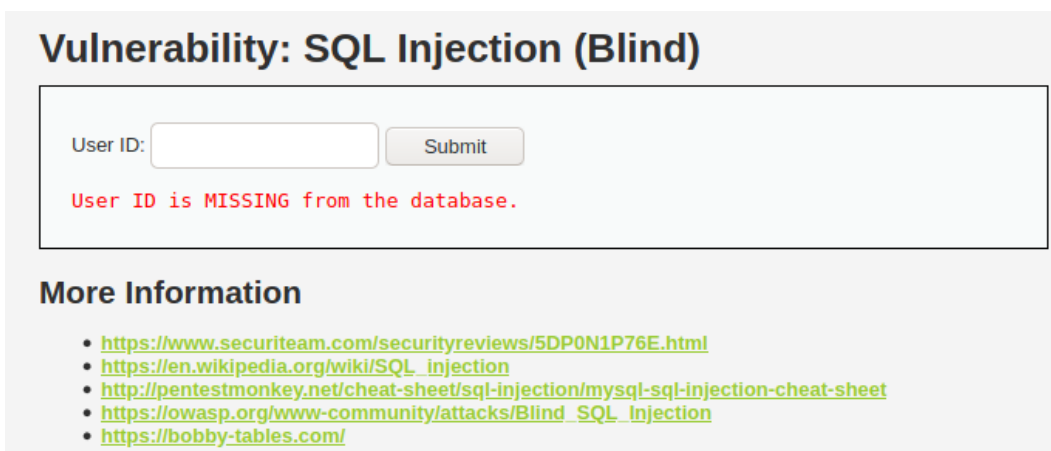 Vulnerability: SQL Injection (Blind)
User ID: Submit
User ID is MISSING from the database.
More Information
https://www.securiteam.com/securityreviews/5DP0N1P76E.html
https://en.wikipedia.org/wiki/SQL_injection
http://pentestmonkey.net/cheat-sheet/sql-injection/mysql-sql-injection-cheat-sheet
https://owasp.org/www-community/attacks/Blind_SQL_Injection
https://bobby-tables.com/